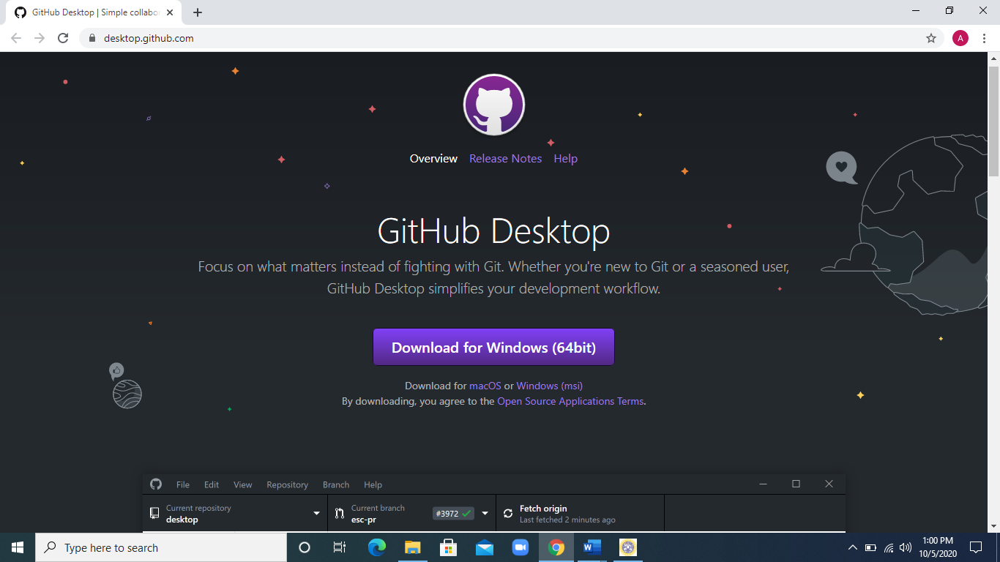 GitHub Desktop | Simple collabor
desktop.github.com
A
Overview Release Notes Help
GitHub Desktop
Focus on what matters instead of fighting with Git. Whether you're new to Git or a seasoned user,
GitHub Desktop simplifies your development workflow.
Download for Windows (64bit)
Download for macOS or Windows (msi)
By downloading, you agree to the Open Source Applications Terms.
File Edit View Repository Branch Help
Current repository
desktop
Current branch
esc-pr
#3972
Fetch origin
Last fetched 2 minutes ago
Type here to search
W
1:00 PM
10/5/2020